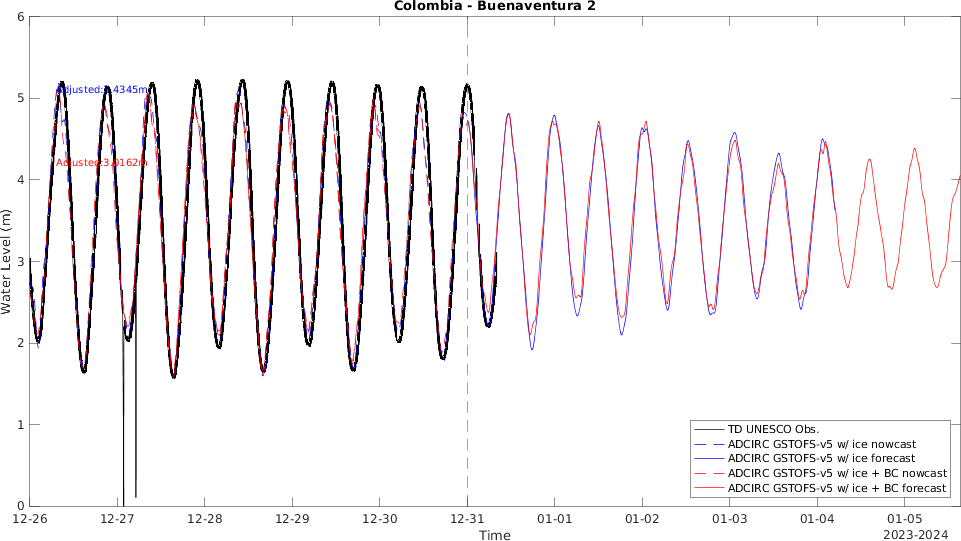 Colombia - Buenaventura 2
6
5
4
3
2
1
0
Water Level (m)
Adjusted:3.4345m
Adjusted:3.0162m
TD UNESCO Obs.
ADCIRC GSTOFS-v5 w/ ice nowcast
ADCIRC GSTOFS-v5 w/ ice forecast
ADCIRC GSTOFS-v5 w/ ice + BC nowcast
ADCIRC GSTOFS-v5 w/ ice + BC forecast
12-26 12-27 12-28 12-29 12-30 12-31 01-01 01-02 01-03 01-04 01-05
Time
2023-2024